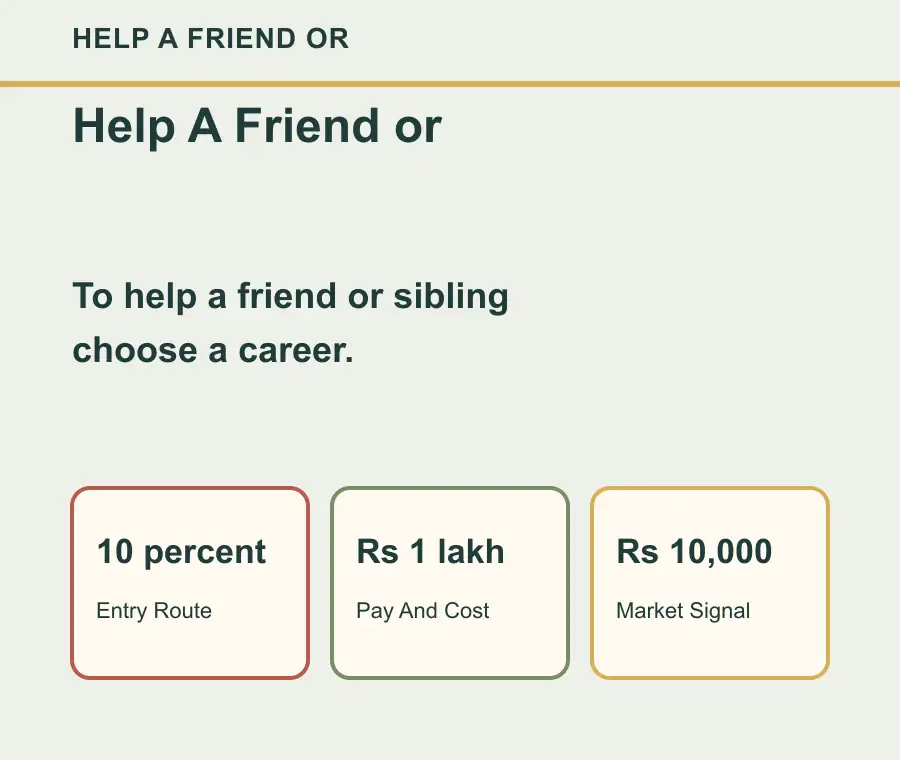 HELP A FRIEND OR
Help A Friend or
To help a friend or sibling
choose a career.
10 percent
Entry Route
Rs 1 lakh
Pay And Cost
Rs 10,000
Market Signal